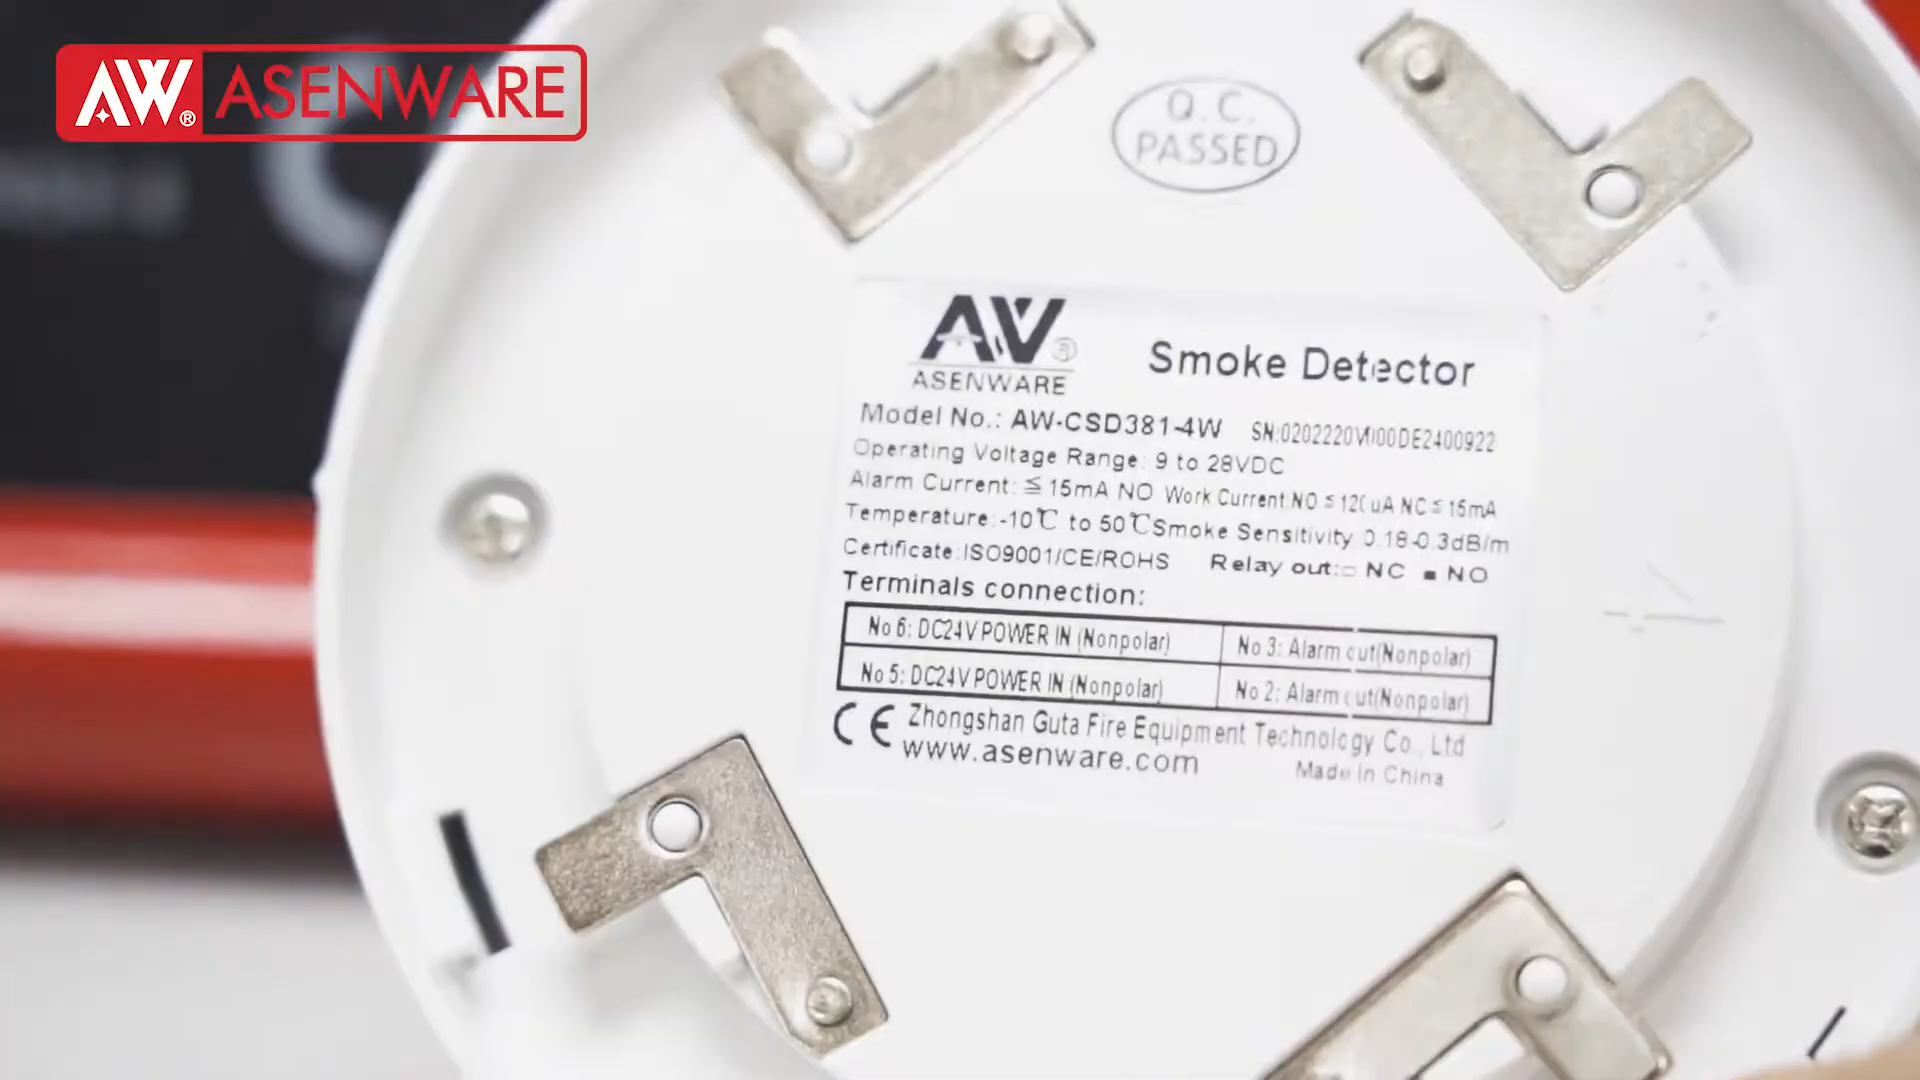 AW® ASENWARE
Q.C.
PASSED
AW®
ASENWARE
Smoke Detector
Model No.: AW-CSD381-4W
Operating Voltage Range: 9 to 28VDC
Alarm Current: ≦ 15mA NO Work Current:NO ≤ 120uA NC ≤ 15mA
Temperature:-10℃ to 50℃ Smoke Sensitivity 0.18-0.3dB/m
Certificate:ISO9001/CE/ROHS Relay out:□ NC ■ NO
Terminals connection:
No 6: DC24V POWER IN (Nonpolar) No 3: Alarm out(Nonpolar)
No 5: DC24V POWER IN (Nonpolar) No 2: Alarm out(Nonpolar)
CE Zhongshan Guta Fire Equipment Technology Co., Ltd
www.asenware.com Made in China